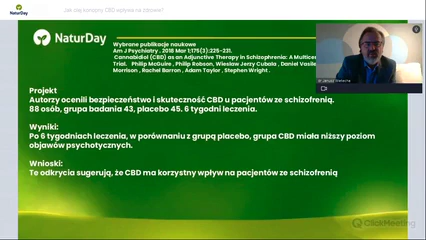 NaturDay
Jak olej konopny CBD wpływa na zdrowie?
NaturDay
Wybrane publikacje naukowe
Am J Psychiatry . 2018 Mar 1;175(3):225-231.
Cannabidiol (CBD) as an Adjunctive Therapy in Schizophrenia: A Multicen
Trial. Philip McGuire , Philip Robson, Wieslaw Jerzy Cubala , Daniel Vasile
Morrison , Rachel Barron , Adam Taylor , Stephen Wright .
Projekt
Autorzy ocenili bezpieczeństwo i skuteczność CBD u pacjentów ze schizofrenią.
88 osób, grupa badania 43, placebo 45. 6 tygodni leczenia.
Wyniki:
Po 6 tygodniach leczenia, w porównaniu z grupą placebo, grupa CBD miała niższy poziom
objawów psychotycznych.
Wnioski:
Te odkrycia sugerują, że CBD ma korzystny wpływ na pacjentów ze schizofrenią
ClickMeeting